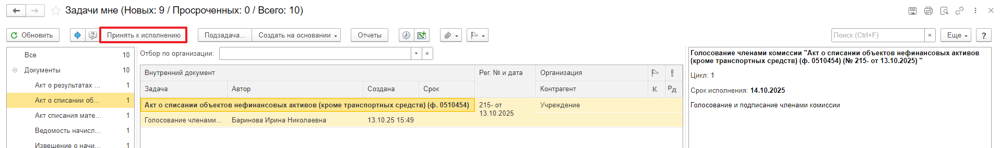 Задачи мне (Новых: 9 / Просроченных: 0 / Всего: 10)
Обновить Принять к исполнению Подзадача... Создать на основании Отчеты Поиск (Ctrl+F) × Еще ?
Все 10
Документы 10
Акт о результатах ... 1
Акт о списании об... 1
Акт списания мате... 1
Ведомость начисл... 1
Извещение о начи... 1
Отбор по организации:
Внутренний документ Рег. № и дата Организация
Задача Автор Создана Срок Контрагент К Рд
Акт о списании объектов нефинансовых активов (кроме транспортных средств) (ф. 0510454) 215- от 13.10.2025 Учреждение
Голосование членами... Баринова Ирина Николаевна 13.10.25 15:49
Голосование членами комиссии "Акт о списании объектов нефинансовых активов
(кроме транспортных средств) (ф. 0510454) (№ 215- от 13.10.2025) "
Цикл: 1
Срок исполнения: 14.10.2025
Голосование и подписание членами комиссии